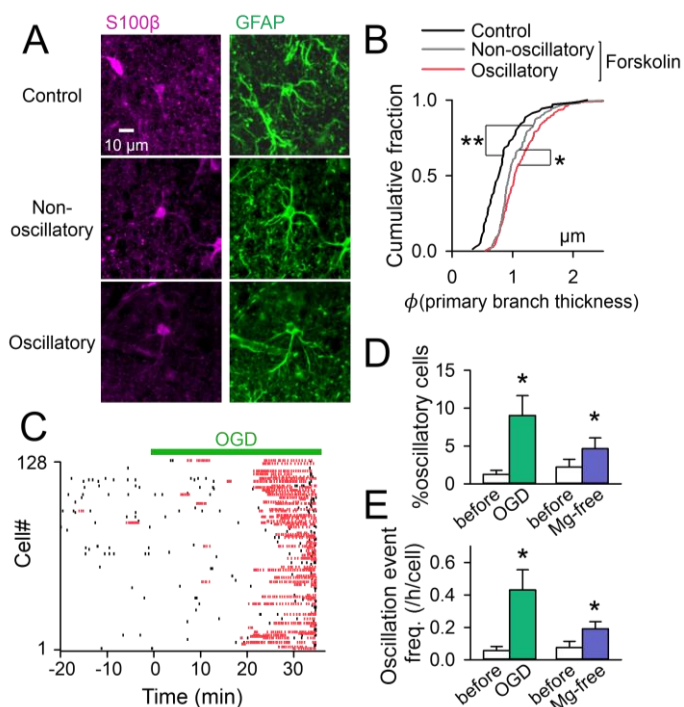 A
S100β GFAP
Control
10 μm
Non-
oscillatory
Oscillatory
B
Control
Non-oscillatory
Oscillatory
Forskolin
Cumulative fraction
1.0
0.5
0.0
**
*
μm
0 1 2
ϕ(primary branch thickness)
C
OGD
128
Cell#
1
-20 -10 0 10 20 30
Time (min)
D
%oscillatory cells
15
10
5
0
* *
before OGD before Mg-free
E
Oscillation event
freq. (/h/cell)
0.6
0.4
0.2
0.0
* *
before OGD before Mg-free